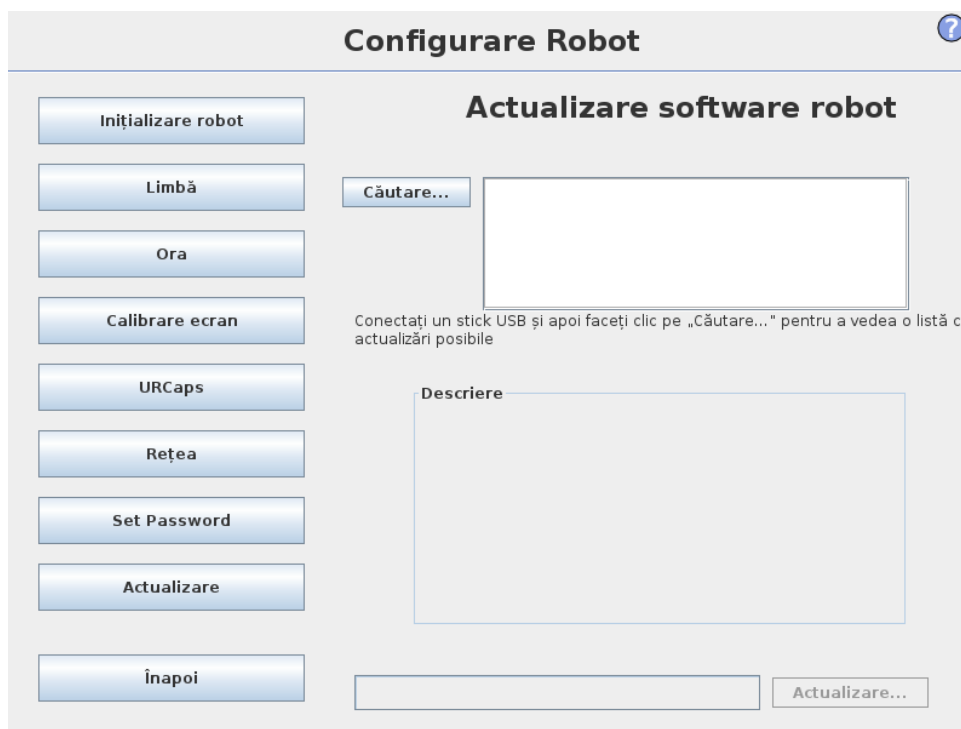 Configurare Robot
?
Inițializare robot
Limbă
Ora
Calibrare ecran
URCaps
Rețea
Set Password
Actualizare
Înapoi
Actualizare software robot
Căutare...
Conectați un stick USB și apoi faceți clic pe „Căutare..." pentru a vedea o listă c
actualizări posibile
Descriere
Actualizare...